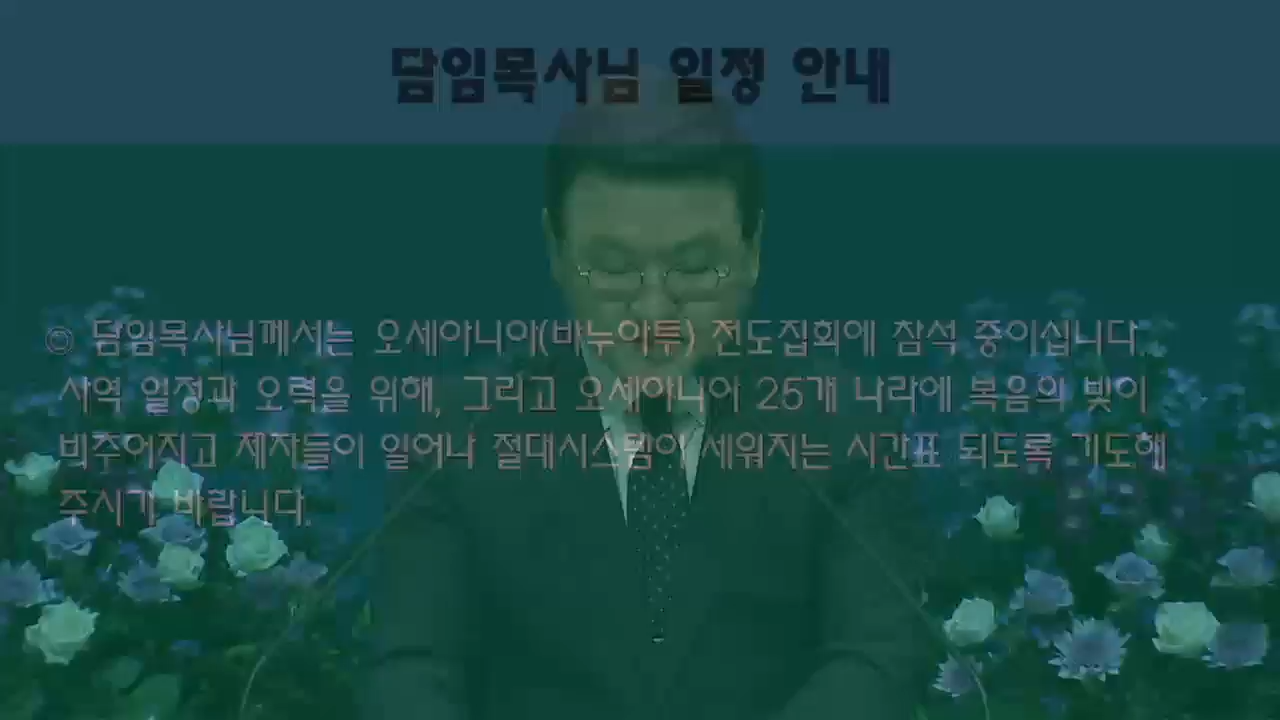 담임목사님 일정 안내
◎ 담임목사님께서는 오세아니아(바누아투) 전도집회에 참석 중이십니다.
사역 일정과 오력을 위해, 그리고 오세아니아 25개 나라에 복음의 빛이
비추어지고 제자들이 일어나 절대시스템이 세워지는 시간표 되도록 기도해
주시기 바랍니다.